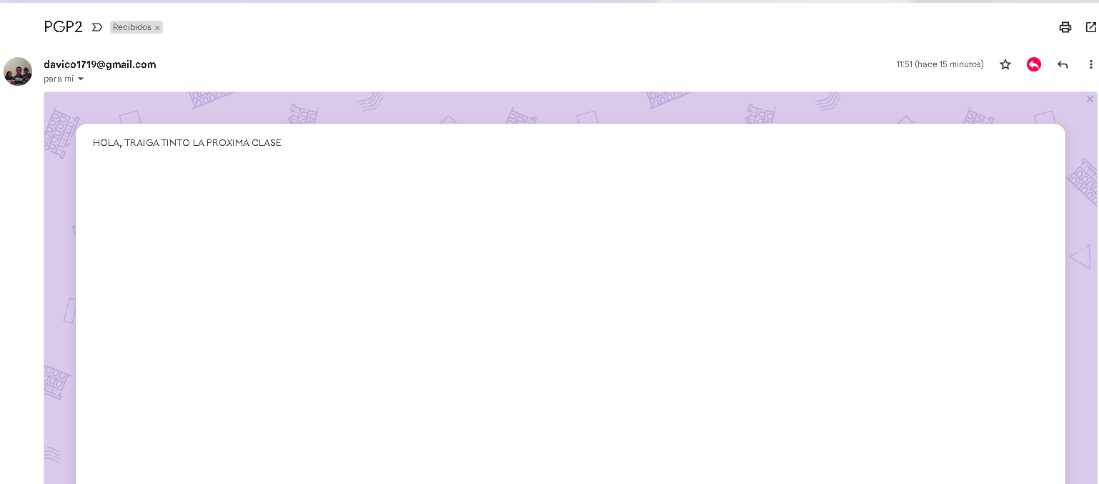 PGP2
Recibidos ×
davico1719@gmail.com
11:51 (hace 15 minutos)
para mí
HOLA, TRAIGA TINTO LA PROXIMA CLASE